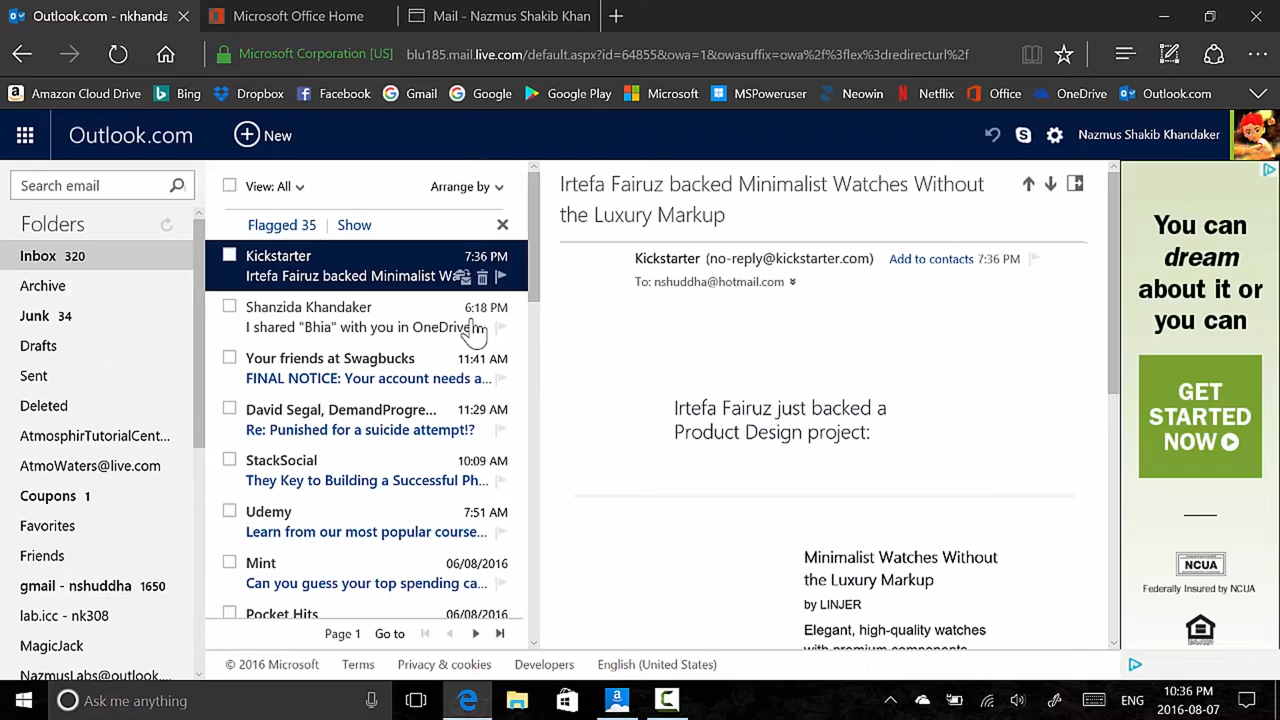 Outlook.com - nkhanda
Microsoft Office Home
Mail - Nazmus Shakib Khan
Microsoft Corporation [US]
blu185.mail.live.com/default.aspx?id=64855&owa=1&owasuffix=owa%2f%3flex%3dredirecturl%2f
Amazon Cloud Drive
Bing
Dropbox
Facebook
Gmail
Google
Google Play
Microsoft
MSPoweruser
Neowin
Netflix
Office
OneDrive
Outlook.com
Outlook.com
New
Nazmus Shakib Khandaker
Search email
Folders
Inbox 320
Archive
Junk 34
Drafts
Sent
Deleted
AtmosphirTutorialCent...
AtmoWaters@live.com
Coupons 1
Favorites
Friends
gmail - nshuddha 1650
lab.icc - nk308
MagicJack
NazmusLabs@outlook....
View: All
Arrange by
Flagged 35
Show
Kickstarter 7:36 PM
Irtefa Fairuz backed Minimalist Wa
Shanzida Khandaker 6:18 PM
I shared "Bhia" with you in OneDrive
Your friends at Swagbucks 11:41 AM
FINAL NOTICE: Your account needs a...
David Segal, DemandProgre... 11:29 AM
Re: Punished for a suicide attempt!?
StackSocial 10:09 AM
They Key to Building a Successful Ph...
Udemy 7:51 AM
Learn from our most popular course...
Mint 06/08/2016
Can you guess your top spending ca...
Pocket Hits 06/08/2016
Page 1 Go to
Irtefa Fairuz backed Minimalist Watches Without
the Luxury Markup
Kickstarter (no-reply@kickstarter.com) Add to contacts 7:36 PM
To: nshuddha@hotmail.com
Irtefa Fairuz just backed a
Product Design project:
Minimalist Watches Without
the Luxury Markup
by LINJER
Elegant, high-quality watches
with premium components
You can
dream
about it or
you can
GET
STARTED
NOW
NCUA
Federally Insured by NCUA
© 2016 Microsoft
Terms
Privacy & cookies
Developers
English (United States)
Ask me anything
ENG
10:36 PM
2016-08-07